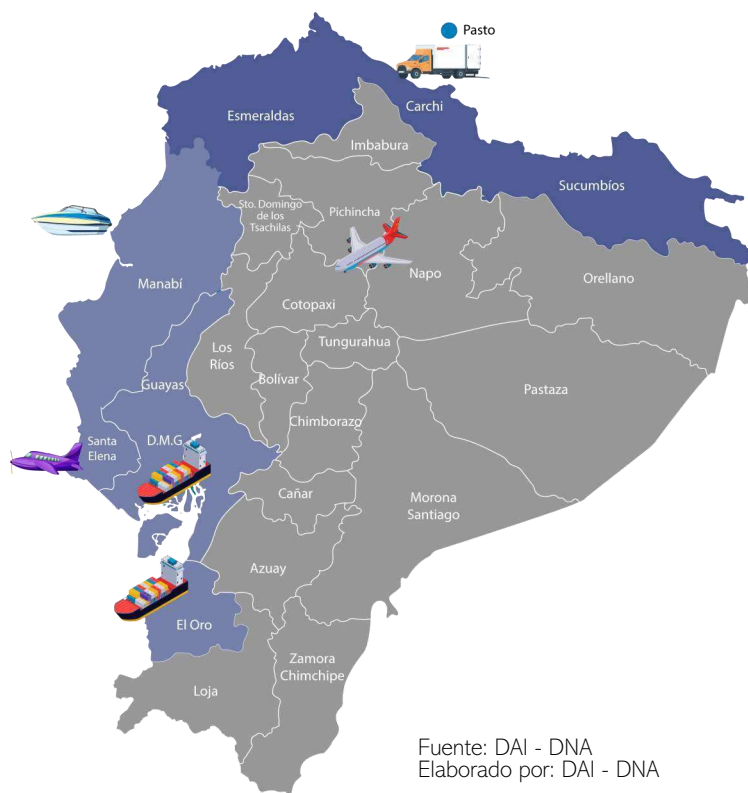 Pasto
Esmeraldas
Carchi
Imbabura
Sucumbíos
Sto. Domingo
de los
Tsachilas
Pichincha
Manabí
Napo
Orellano
Cotopaxi
Los
Ríos
Tungurahua
Guayas
Bolívar
Pastaza
Chimborazo
Santa
Elena
D.M.G.
Cañar
Morona
Santiago
Azuay
El Oro
Zamora
Chimchipe
Loja
Fuente: DAI - DNA
Elaborado por: DAI - DNA